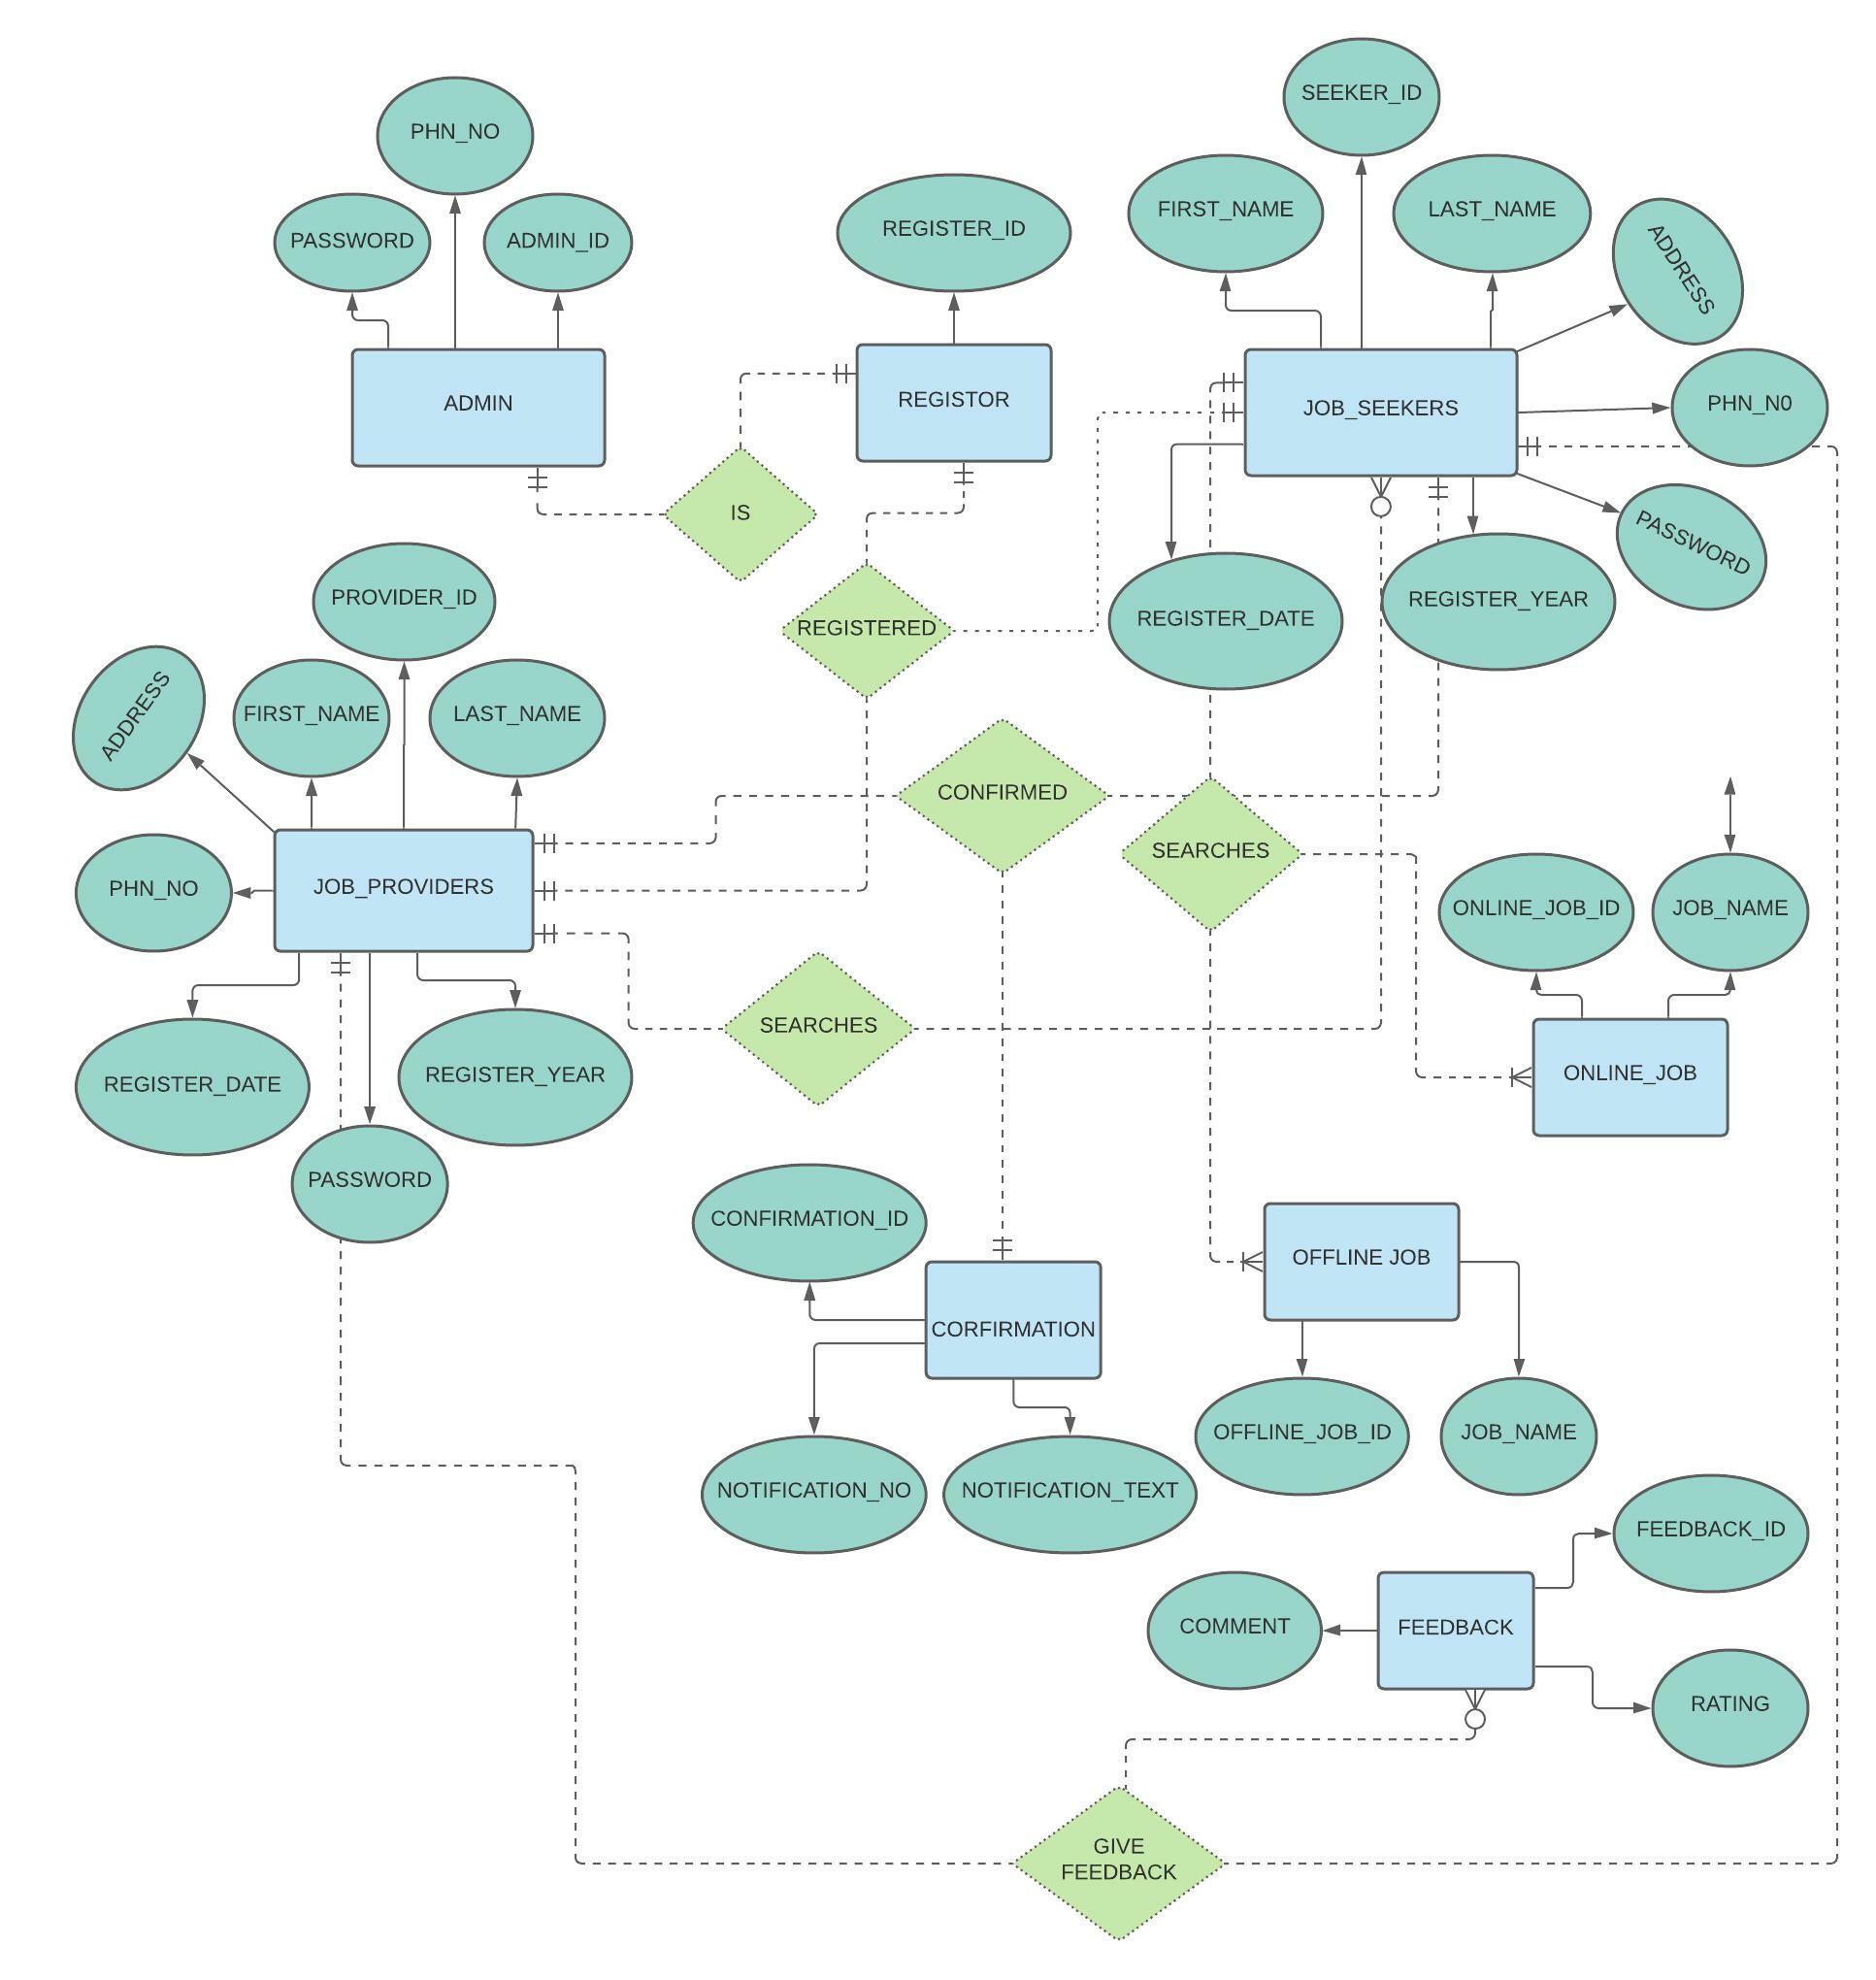 SEEKER_ID
PHN_NO
FIRST_NAME
LAST_NAME
REGISTER_ID
PASSWORD
ADMIN_ID
ADDRESS
ADMIN
REGISTOR
JOB_SEEKERS
PHN_N0
IS
PASSWORD
PROVIDER_ID
REGISTERED
REGISTER_DATE
REGISTER_YEAR
ADDRESS
FIRST_NAME
LAST_NAME
CONFIRMED
SEARCHES
PHN_NO
JOB_PROVIDERS
ONLINE_JOB_ID
JOB_NAME
SEARCHES
REGISTER_DATE
REGISTER_YEAR
ONLINE_JOB
PASSWORD
CONFIRMATION_ID
OFFLINE JOB
CORFIRMATION
OFFLINE_JOB_ID
JOB_NAME
NOTIFICATION_NO
NOTIFICATION_TEXT
FEEDBACK_ID
COMMENT
FEEDBACK
RATING
GIVE
FEEDBACK